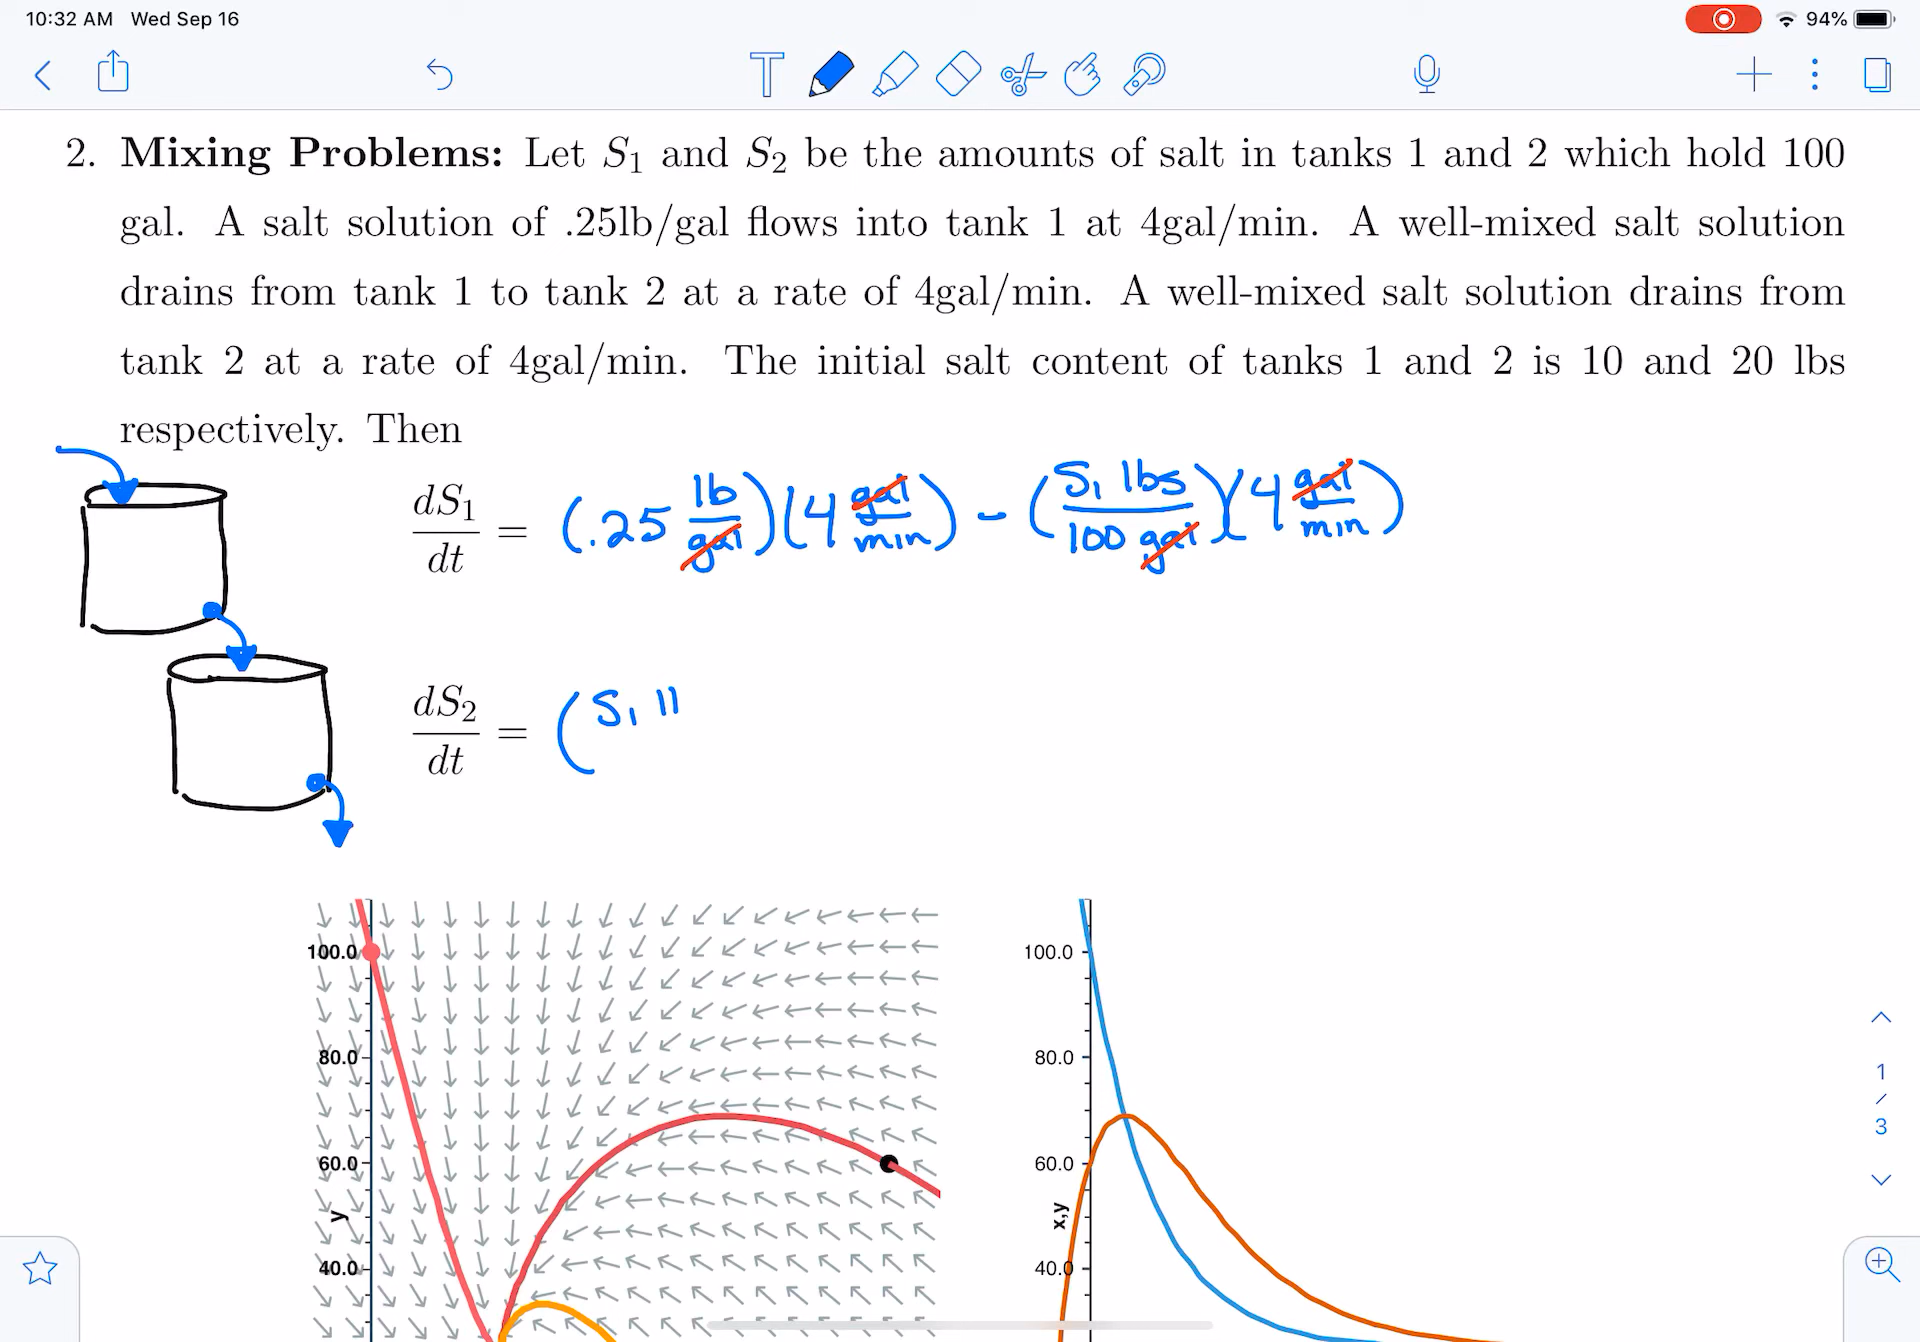 10:32 AM Wed Sep 16
94%
2. Mixing Problems: Let S₁ and S₂ be the amounts of salt in tanks 1 and 2 which hold 100
gal. A salt solution of .25lb/gal flows into tank 1 at 4gal/min. A well-mixed salt solution
drains from tank 1 to tank 2 at a rate of 4gal/min. A well-mixed salt solution drains from
tank 2 at a rate of 4gal/min. The initial salt content of tanks 1 and 2 is 10 and 20 lbs
respectively. Then
dS₁/dt = (.25 lb/gal)(4 gal/min) - (S₁ lbs/100 gal)(4 gal/min)
dS₂/dt = (S₁ ll
100.0
80.0
60.0
y
40.0
100.0
80.0
60.0
x,y
40.0
1
/
3